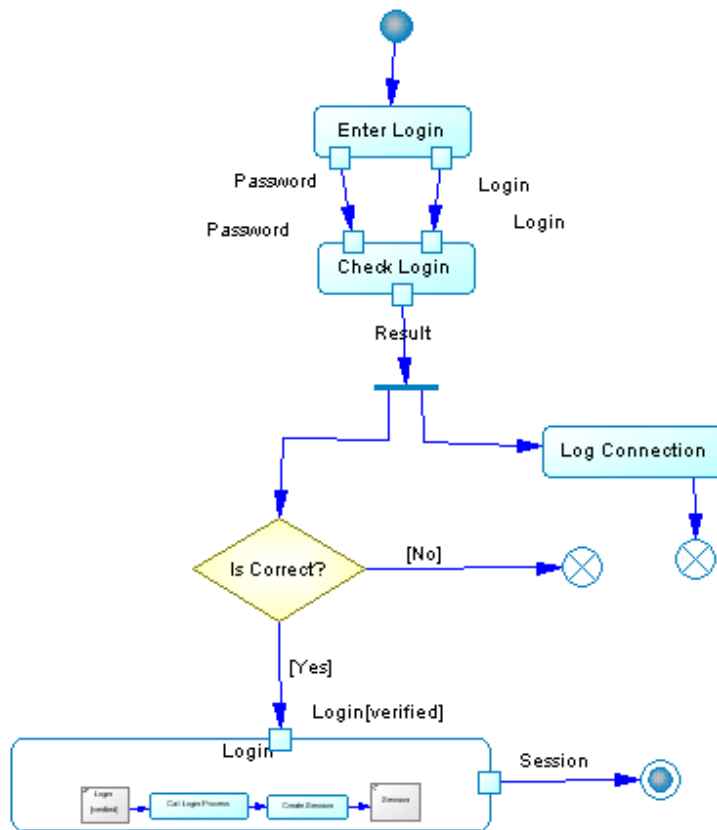 Enter Login
Password
Login
Password
Login
Check Login
Result
Log Connection
Is Correct?
[No]
[Yes]
Login[verified]
Login
Session
Login
[verified]
Call Login Process
Create Session
Session